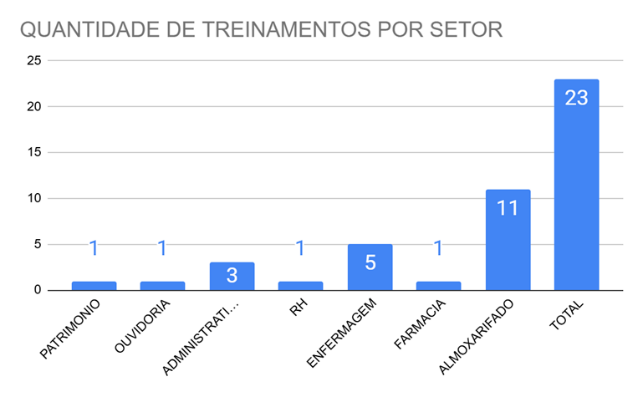 QUANTIDADE DE TREINAMENTOS POR SETOR
25
20
15
10
5
0
1
1
3
1
5
1
11
23
PATRIMONIO
OUVIDORIA
ADMINISTRATI...
RH
ENFERMAGEM
FARMACIA
ALMOXARIFADO
TOTAL